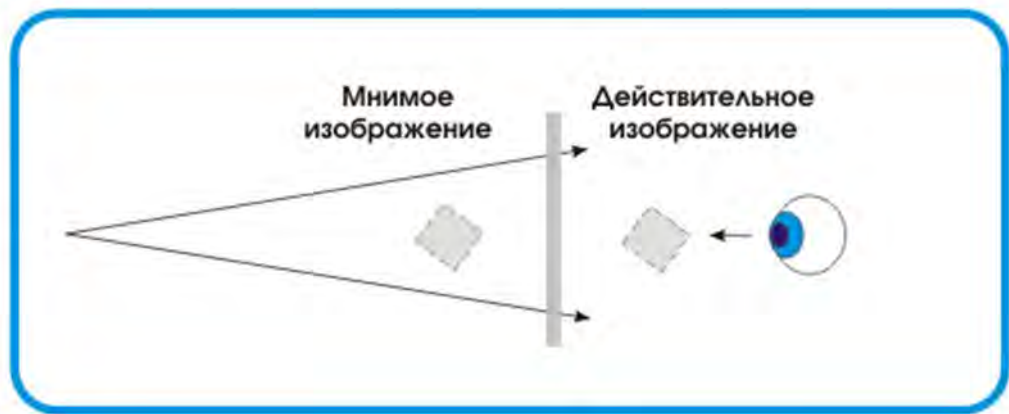 Мнимое
изображение
Действительное
изображение